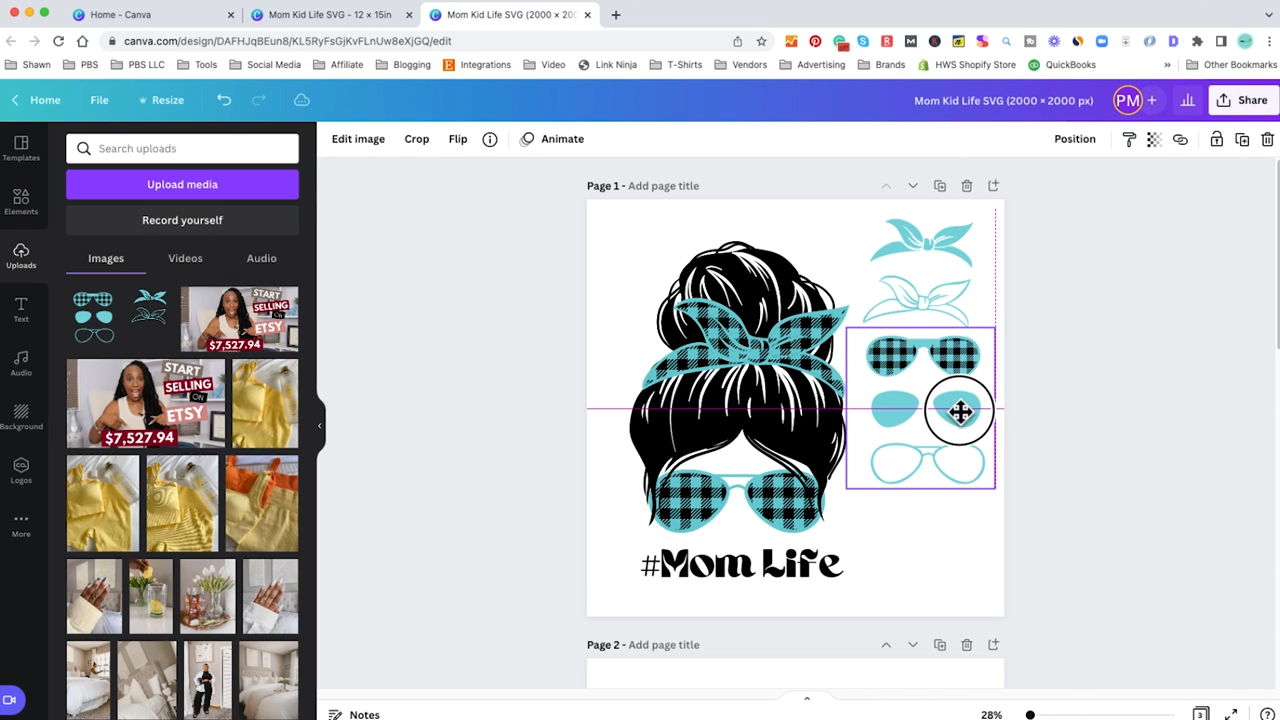 Home - Canva
Mom Kid Life SVG - 12 × 15in
Mom Kid Life SVG (2000 × 200
canva.com/design/DAFHJqBEun8/KL5RyFsGjKvFLnUw8eXjGQ/edit
Shawn
PBS
PBS LLC
Tools
Social Media
Affiliate
Blogging
Integrations
Video
Link Ninja
T-Shirts
Vendors
Advertising
Brands
HWS Shopify Store
QuickBooks
Other Bookmarks
Home
File
Resize
Mom Kid Life SVG (2000 × 2000 px)
PM
Share
Templates
Elements
Uploads
Text
Audio
Background
Logos
More
Search uploads
Upload media
Record yourself
Images
Videos
Audio
START
SELLING
ON
ETSY
$7,527.94
START
SELLING
ON
ETSY
$7,527.94
Edit image
Crop
Flip
Animate
Position
Page 1 - Add page title
#Mom Life
Page 2 - Add page title
Notes
28%
3